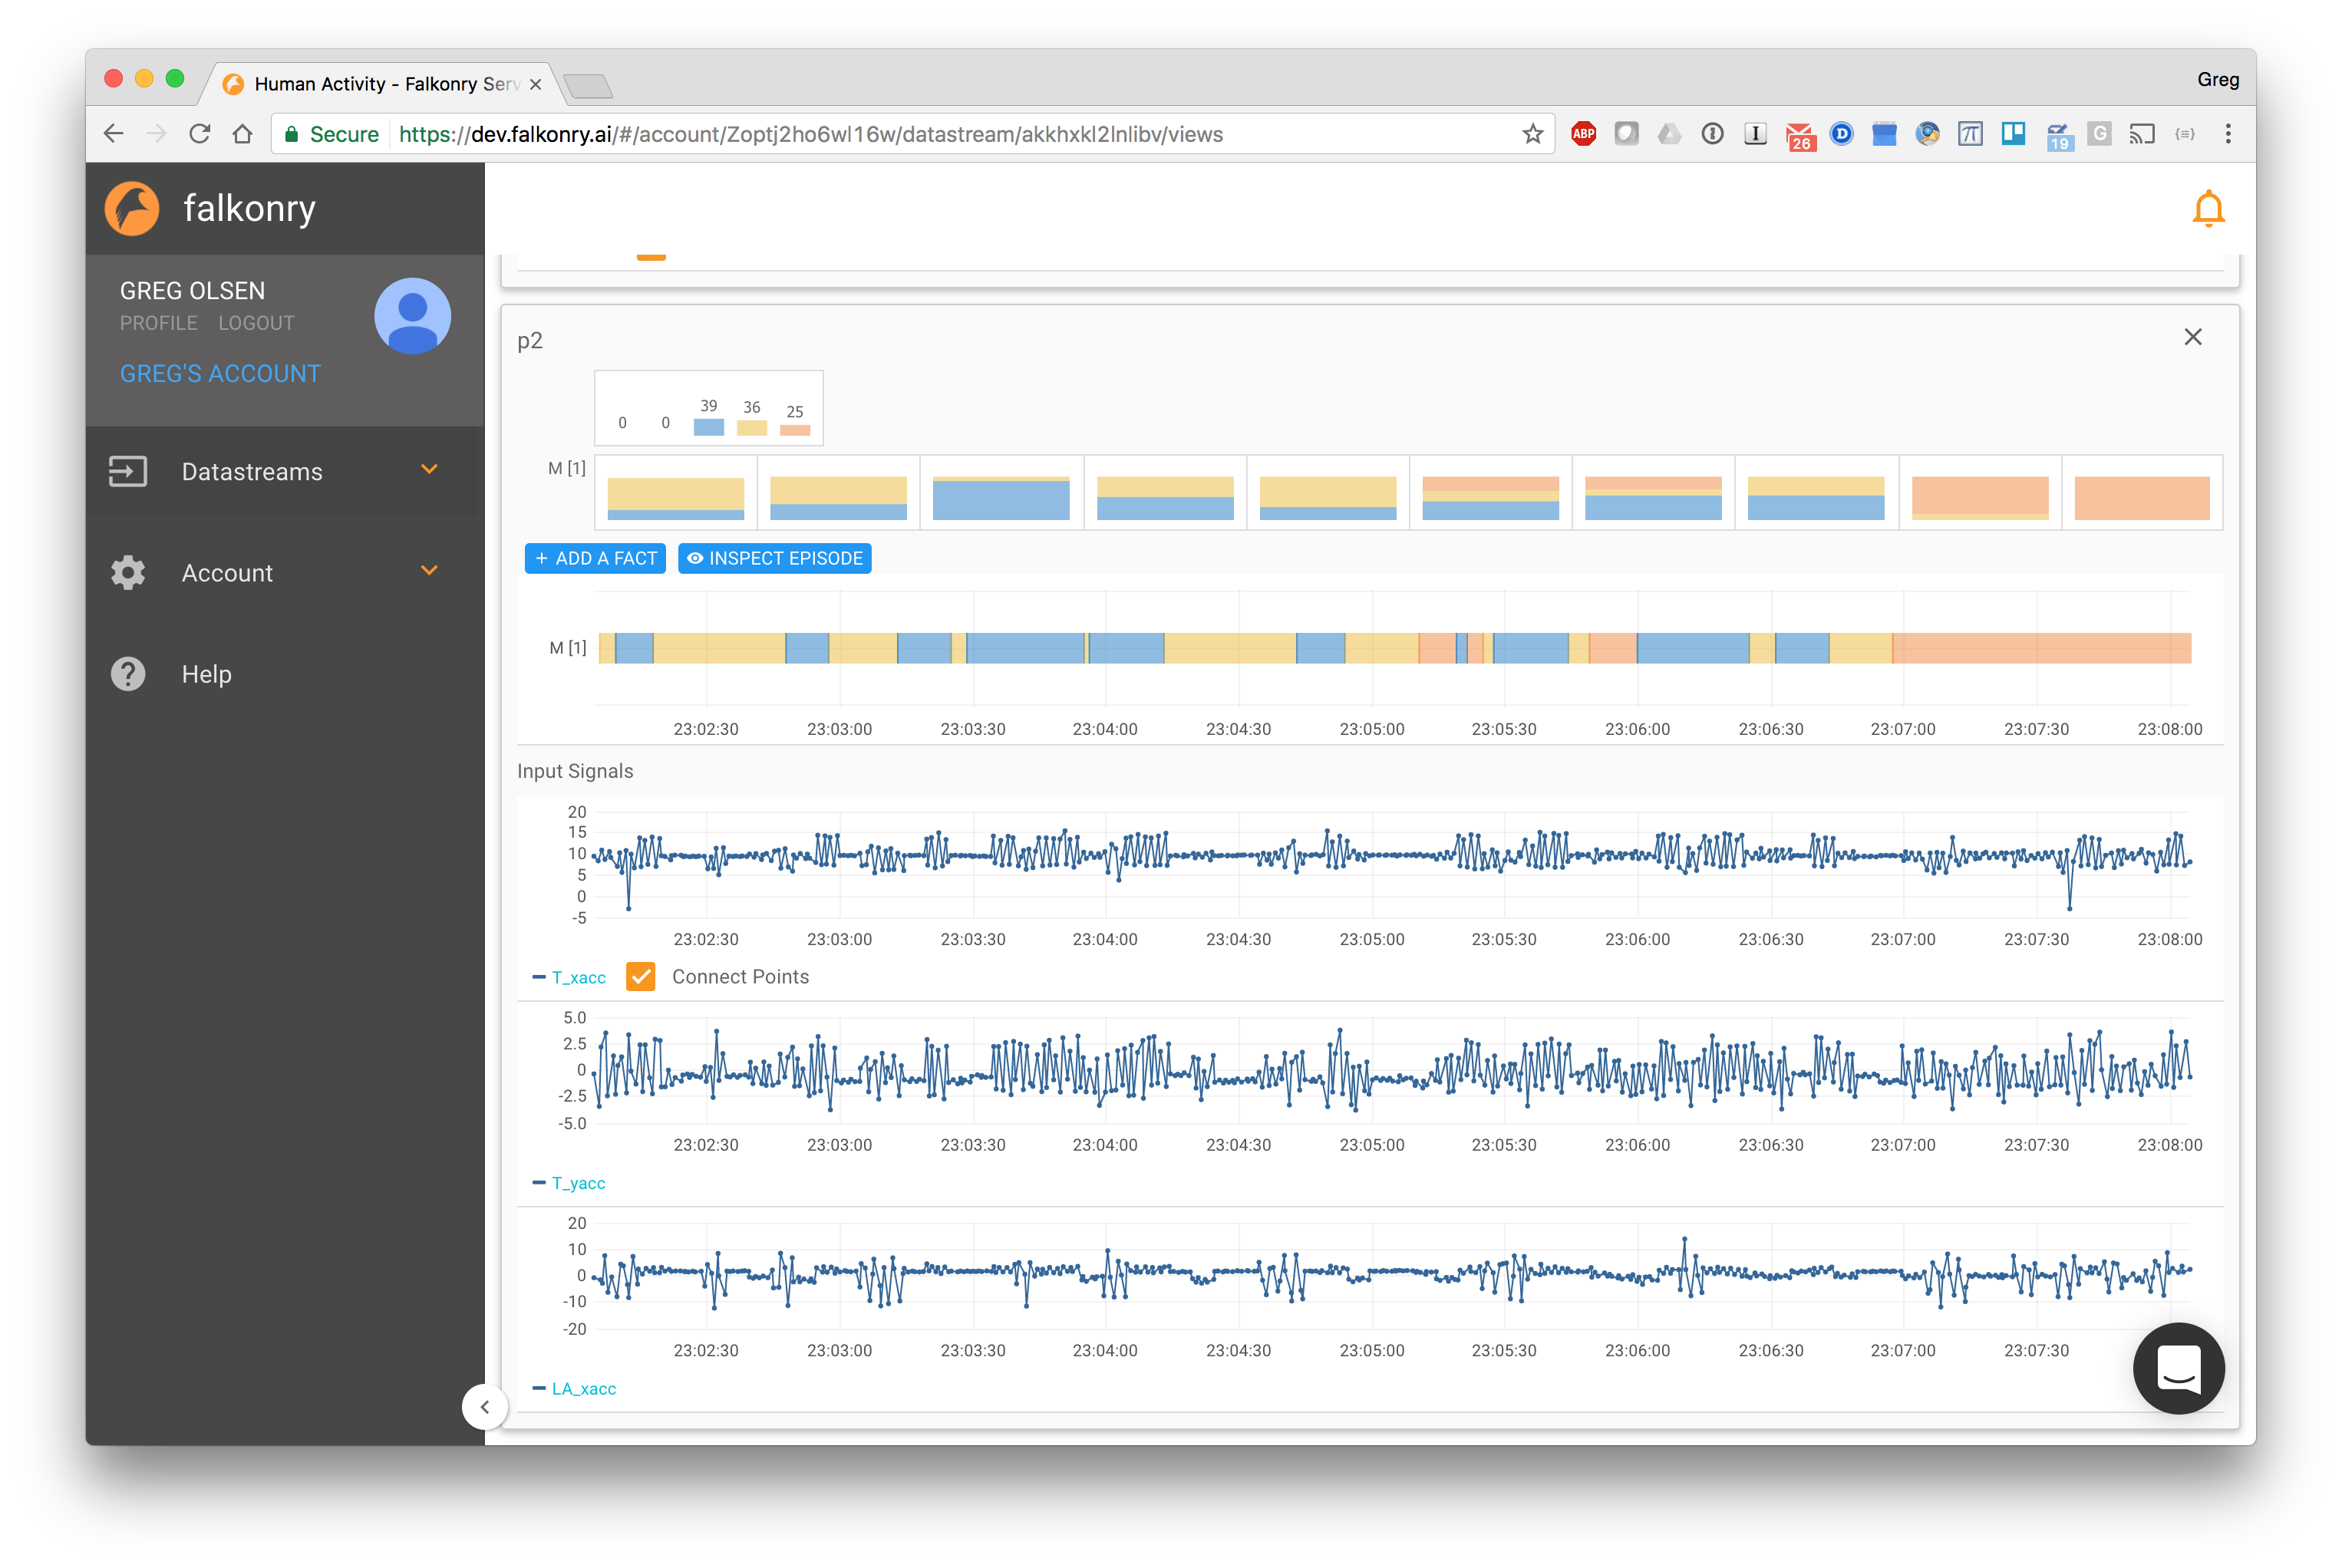 Human Activity - Falkonry Serv
Greg
Secure https://dev.falkonry.ai/#/account/Zoptj2ho6wl16w/datastream/akkhxkl2lnlibv/views
ABP
26
D
19
G
falkonry
GREG OLSEN
PROFILE LOGOUT
GREG'S ACCOUNT
Datastreams
Account
Help
p2
0 0 39 36 25
M [1]
+ ADD A FACT
INSPECT EPISODE
M [1]
23:02:30 23:03:00 23:03:30 23:04:00 23:04:30 23:05:00 23:05:30 23:06:00 23:06:30 23:07:00 23:07:30 23:08:00
Input Signals
20
15
10
5
0
-5
23:02:30 23:03:00 23:03:30 23:04:00 23:04:30 23:05:00 23:05:30 23:06:00 23:06:30 23:07:00 23:07:30 23:08:00
T_xacc Connect Points
5.0
2.5
0
-2.5
-5.0
23:02:30 23:03:00 23:03:30 23:04:00 23:04:30 23:05:00 23:05:30 23:06:00 23:06:30 23:07:00 23:07:30 23:08:00
T_yacc
20
10
0
-10
-20
23:02:30 23:03:00 23:03:30 23:04:00 23:04:30 23:05:00 23:05:30 23:06:00 23:06:30 23:07:00 23:07:30
LA_xacc